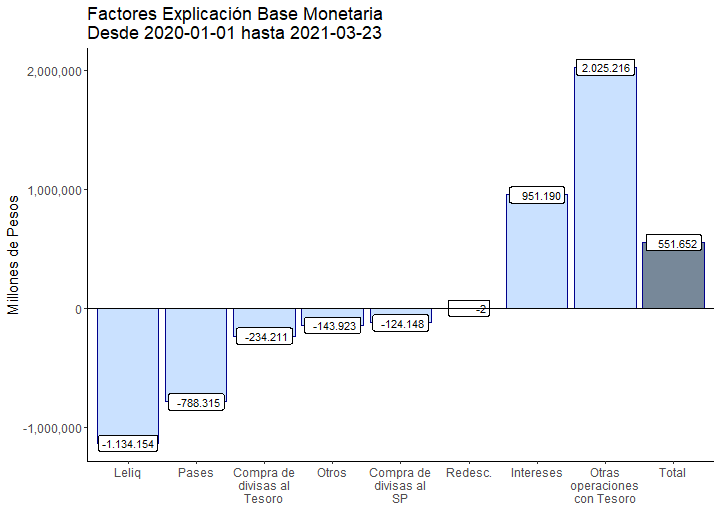 Factores Explicación Base Monetaria
Desde 2020-01-01 hasta 2021-03-23
Millones de Pesos
2,000,000
1,000,000
0
-1,000,000
-1.134.154
-788.315
-234.211
-143.923
-124.148
-2
951.190
2.025.216
551.652
Leliq
Pases
Compra de
divisas al
Tesoro
Otros
Compra de
divisas al
SP
Redesc.
Intereses
Otras
operaciones
con Tesoro
Total